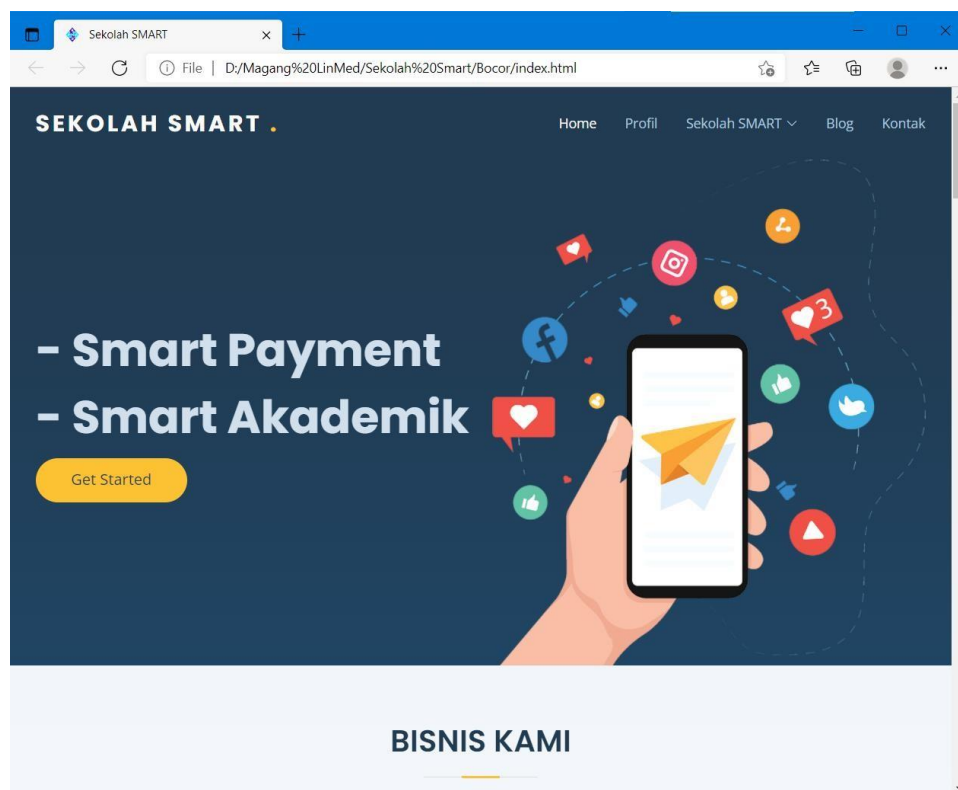 Sekolah SMART
File | D:/Magang%20LinMed/Sekolah%20Smart/Bocor/index.html
SEKOLAH SMART .
Home Profil Sekolah SMART Blog Kontak
3
- Smart Payment
- Smart Akademik
Get Started
BISNIS KAMI